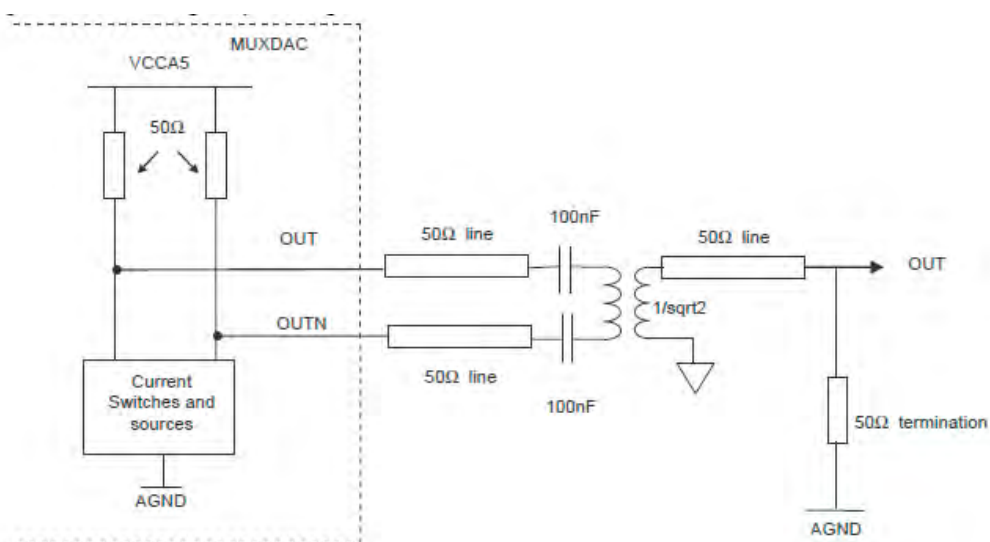 MUXDAC
VCCA5
50Ω
OUT
50Ω line
100nF
50Ω line
OUT
1/sqrt2
OUTN
50Ω line
100nF
Current
Switches and
sources
50Ω termination
AGND
AGND